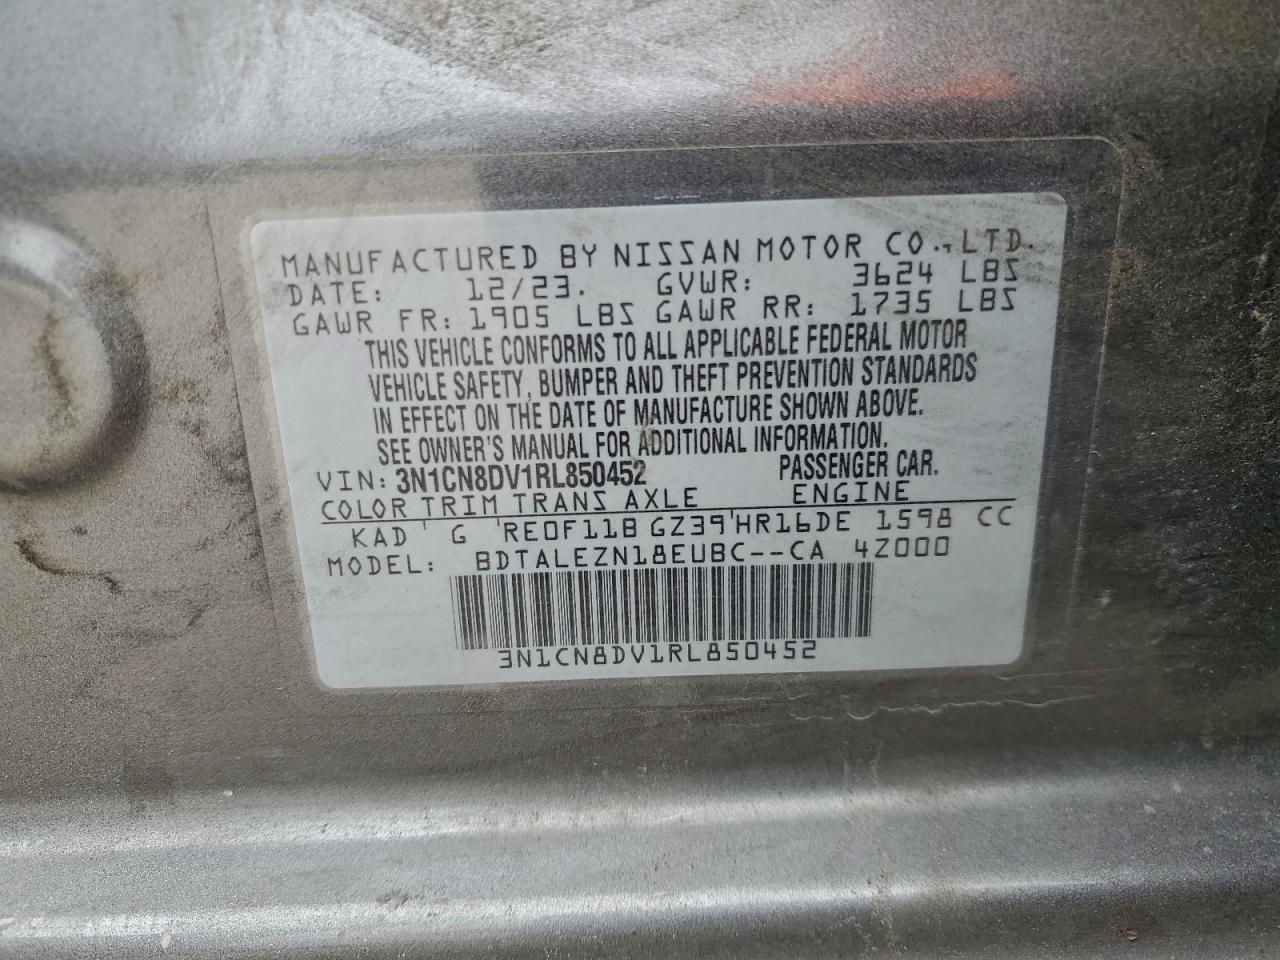 MANUFACTURED BY NISSAN MOTOR CO., LTD.
DATE: 12/23. GVWR: 3624 LBS
GAWR FR: 1905 LBS GAWR RR: 1735 LBS
THIS VEHICLE CONFORMS TO ALL APPLICABLE FEDERAL MOTOR
VEHICLE SAFETY, BUMPER AND THEFT PREVENTION STANDARDS
IN EFFECT ON THE DATE OF MANUFACTURE SHOWN ABOVE.
SEE OWNER'S MANUAL FOR ADDITIONAL INFORMATION.
VIN: 3N1CN8DV1RL850452 PASSENGER CAR.
COLOR TRIM TRANS AXLE ENGINE
KAD G RE0F11B GZ39 HR16DE 1598 CC
MODEL: BDTALEZN18EUBC--CA 4Z000
3N1CN8DV1RL850452